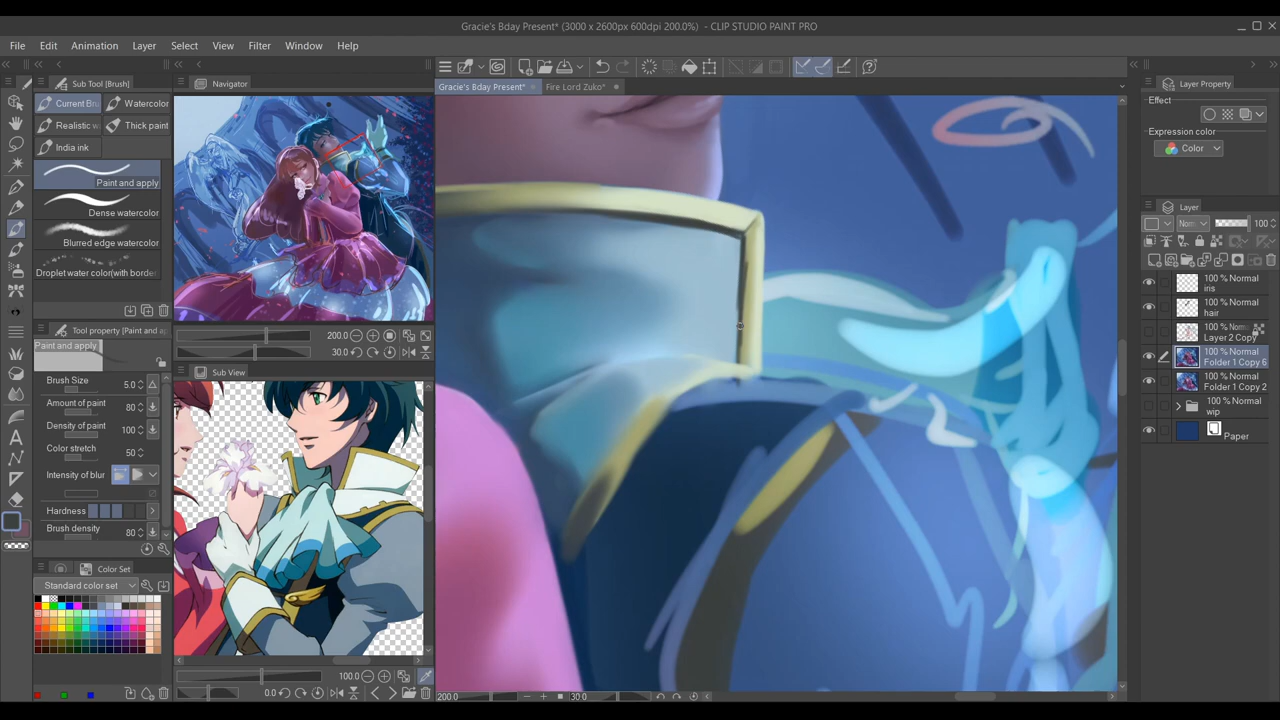 Gracie's Bday Present* (3000 x 2600px 600dpi 200.0%) - CLIP STUDIO PAINT PRO
File Edit Animation Layer Select View Filter Window Help
Sub Tool [Brush]
Navigator
Gracie's Bday Present*
Fire Lord Zuko*
Layer Property
Current Br
Watercolor
Realistic w
Thick paint
India ink
Paint and apply
Dense watercolor
Blurred edge watercolor
Droplet water color(with border
Effect
Expression color
Color
Layer
Norm
100
100 % Normal
iris
100 % Normal
hair
100 % Norm
Layer 2 Copy
100 % Normal
Folder 1 Copy 6
100 % Normal
Folder 1 Copy 2
100 % Normal
wip
Paper
200.0
30.0
Tool property [Paint and ap
Paint and apply
Brush Size 5.0
Amount of paint 80
Density of paint 100
Color stretch 50
Intensity of blur
Hardness
Brush density 80
Sub View
100.0
0.0
Color Set
Standard color set
200.0
30.0